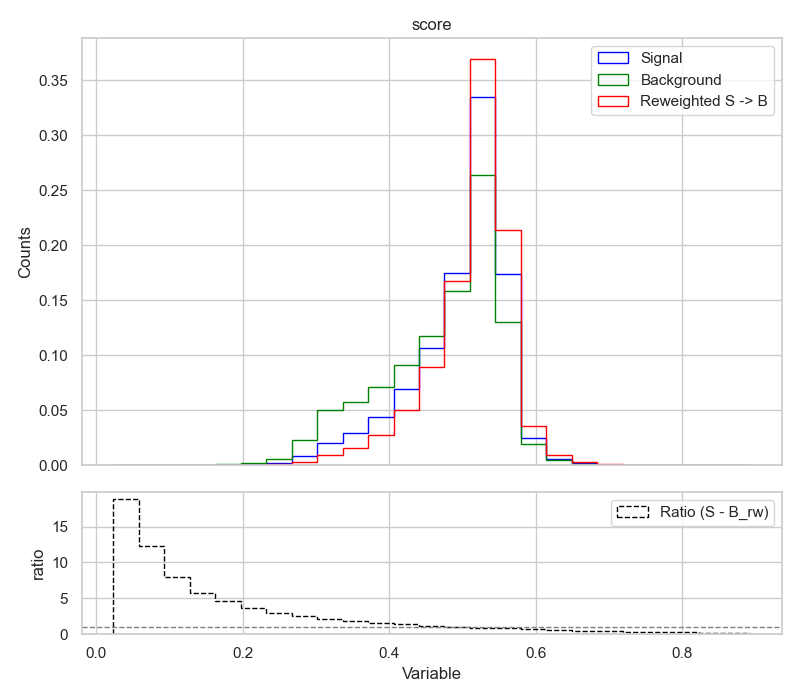 score
Signal
Background
Reweighted S -> B
Counts
0.35
0.30
0.25
0.20
0.15
0.10
0.05
0.00
Ratio (S - B_rw)
ratio
15
10
5
0
0.0 0.2 0.4 0.6 0.8
Variable